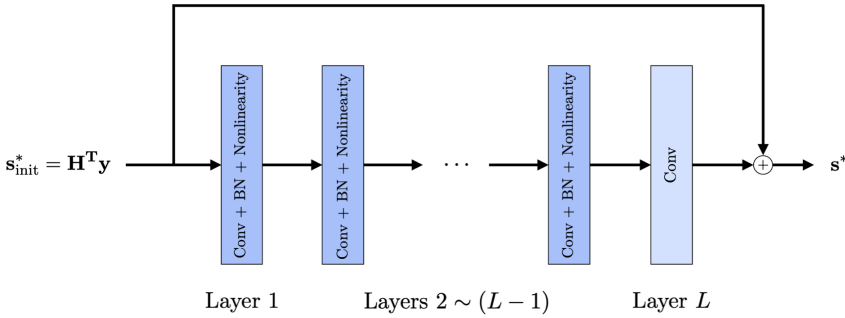 s*init = HᵀY
Conv + BN + Nonlinearity
Conv + BN + Nonlinearity
· · ·
Conv + BN + Nonlinearity
Conv
+
s*
Layer 1
Layers 2 ∼ (L − 1)
Layer L